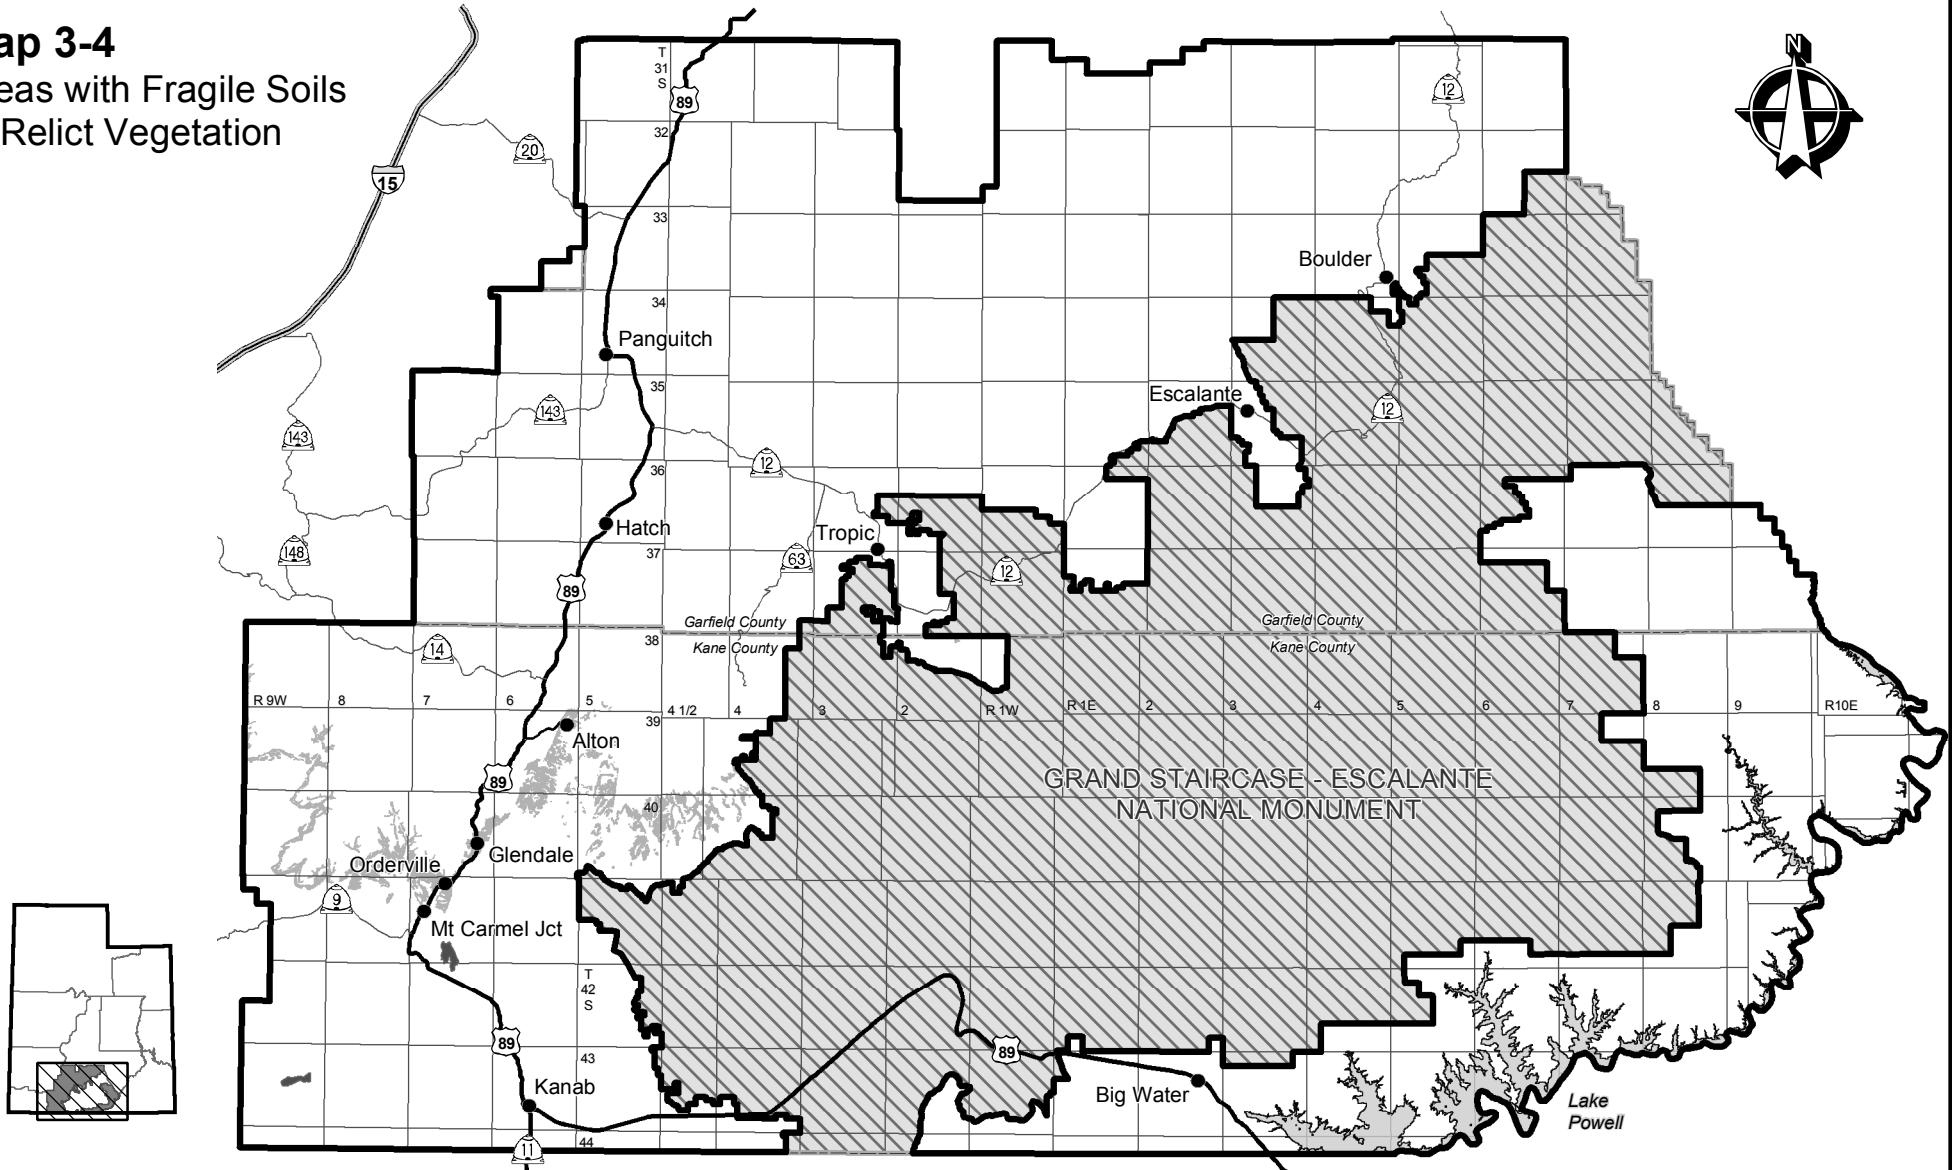 ap 3-4
eas with Fragile Soils
Relict Vegetation
N
T
31
S
89
12
20
32
15
33
Boulder
34
Panguitch
35
Escalante
143
12
143
12
36
Hatch
Tropic
148
37
63
12
89
Garfield County
Kane County
Garfield County
Kane County
38
14
R 9W
8
7
6
5
4 1/2
4
3
2
R 1W
R 1E
2
3
4
5
6
7
8
9
R10E
39
Alton
89
GRAND STAIRCASE - ESCALANTE
NATIONAL MONUMENT
40
Glendale
Orderville
9
Mt Carmel Jct
T
42
S
89
89
43
Kanab
Big Water
Lake
Powell
11
44